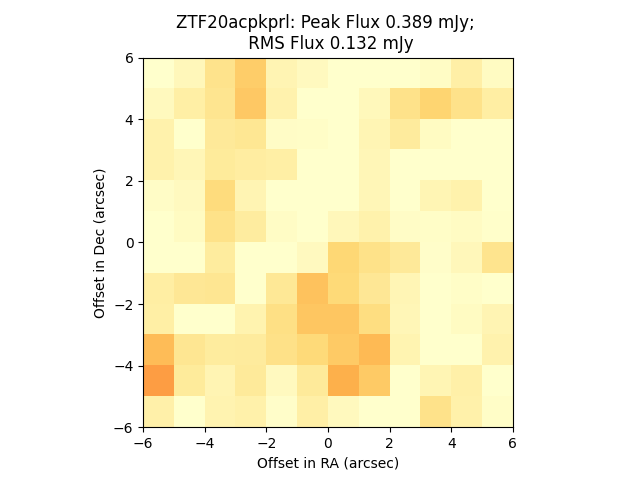 ZTF20acpkprl: Peak Flux 0.389 mJy;
RMS Flux 0.132 mJy
6
4
2
0
−2
−4
−6
Offset in Dec (arcsec)
−6 −4 −2 0 2 4 6
Offset in RA (arcsec)